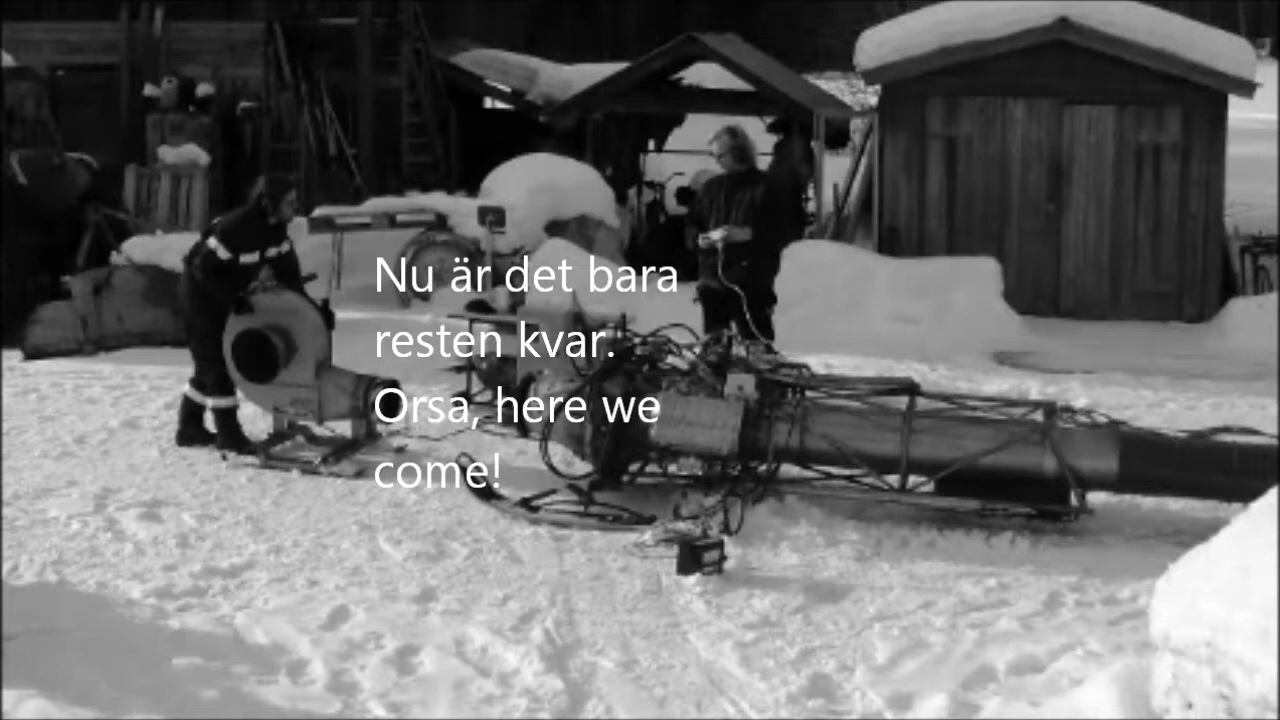 Nu är det bara
resten kvar.
Orsa, here we
come!